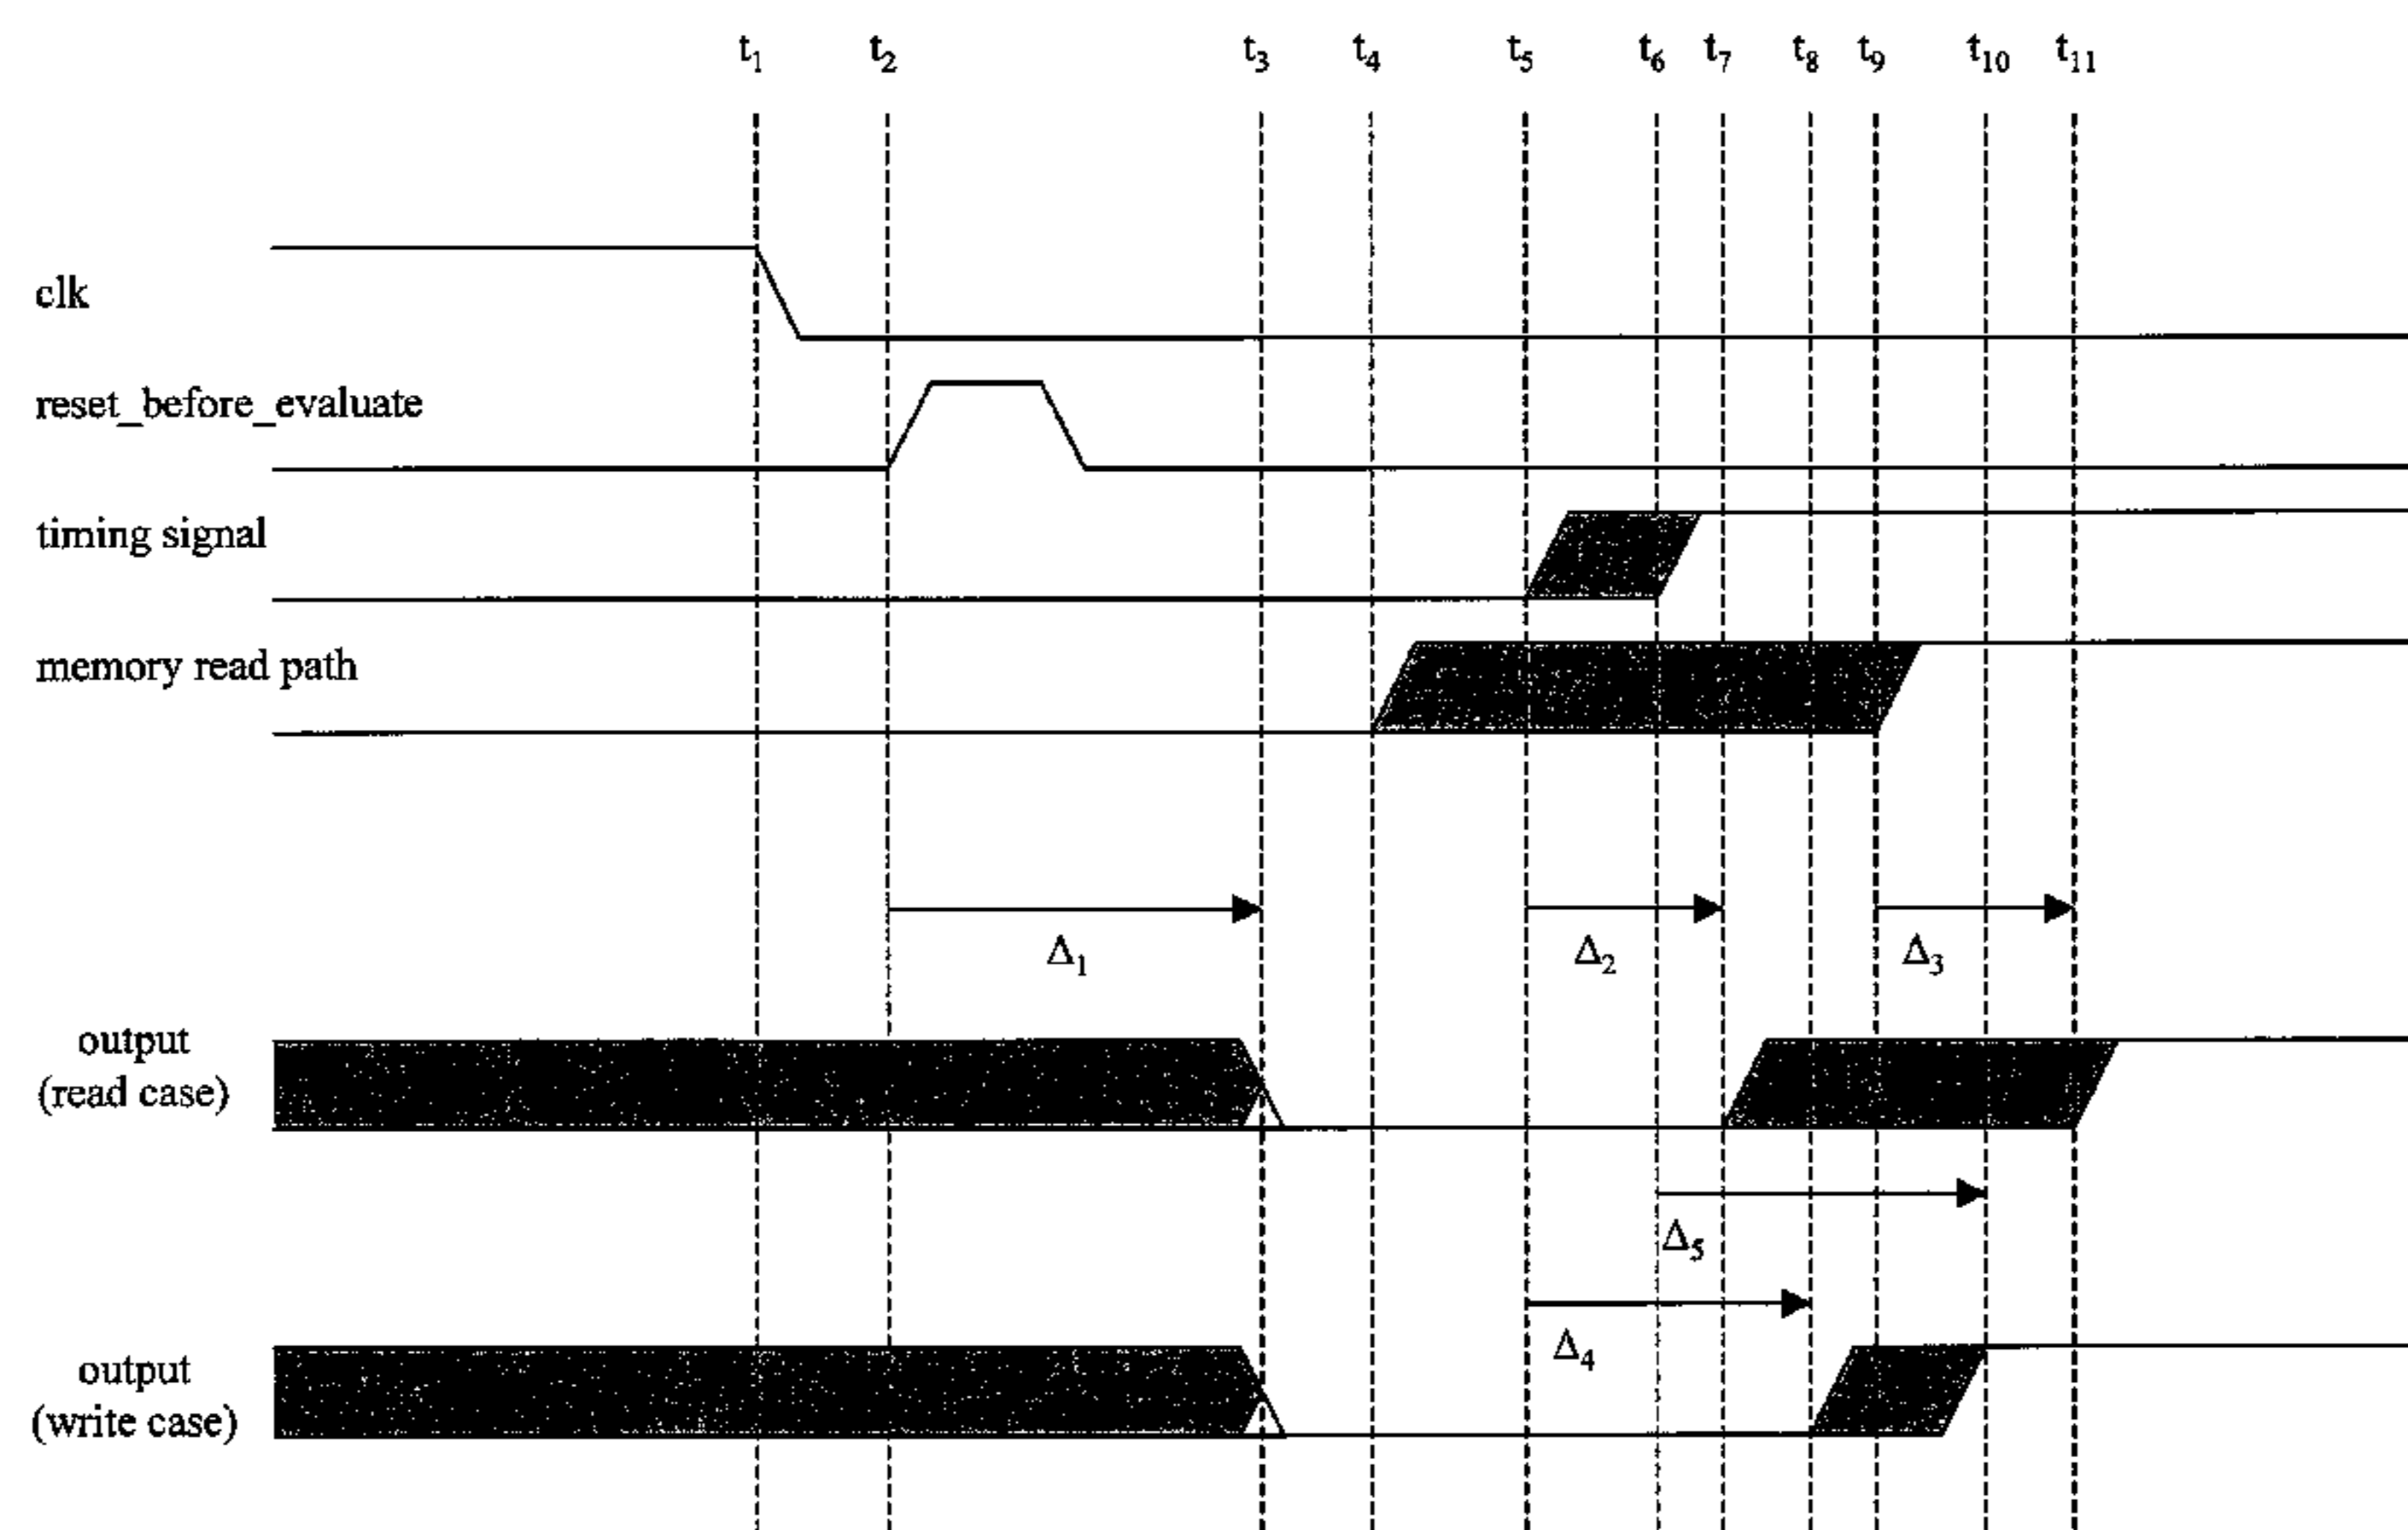 t₁ t₂ t₃ t₄ t₅ t₆ t₇ t₈ t₉ t₁₀ t₁₁
clk
reset_before_evaluate
timing signal
memory read path
Δ₁ Δ₂ Δ₃
output
(read case)
Δ₅
Δ₄
output
(write case)